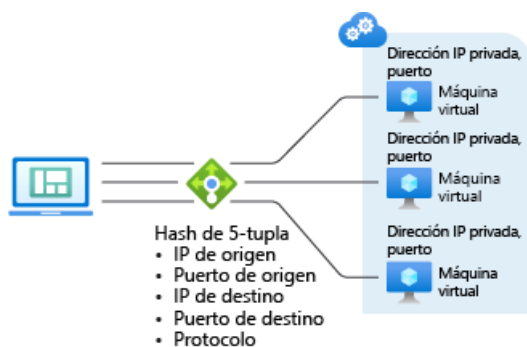 Dirección IP privada,
puerto
Máquina
virtual
Dirección IP privada,
puerto
Máquina
virtual
Dirección IP privada,
puerto
Máquina
virtual
Hash de 5-tupla
• IP de origen
• Puerto de origen
• IP de destino
• Puerto de destino
• Protocolo